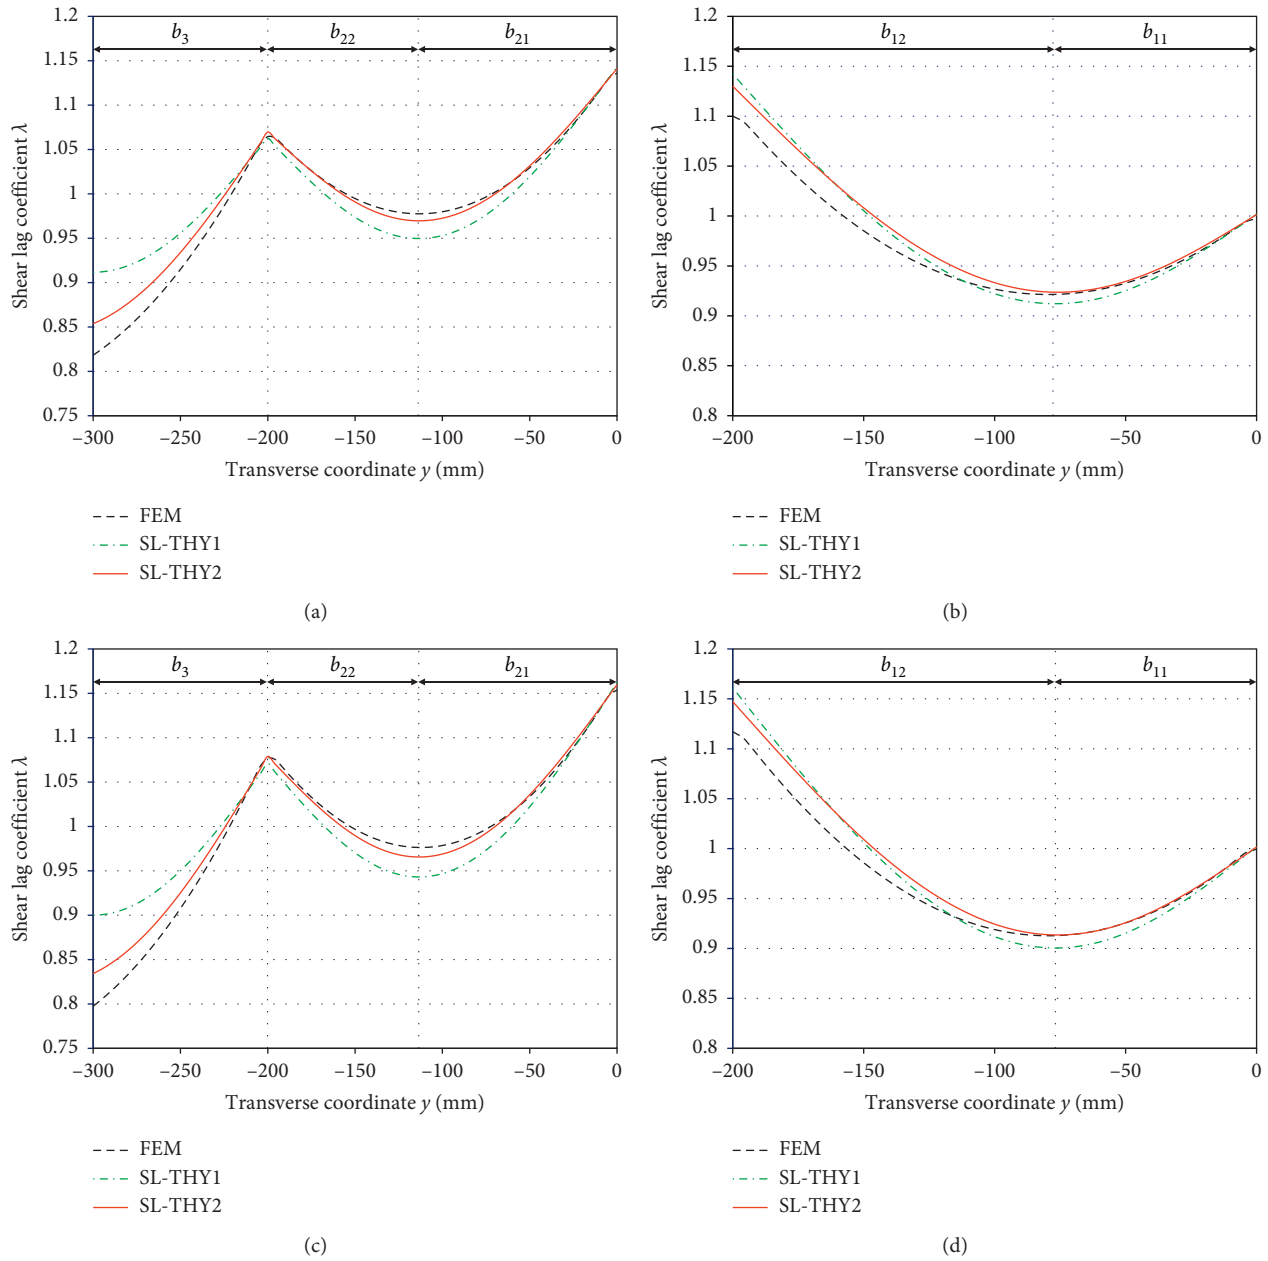 Shear lag coefficient λ
1.2
1.15
1.1
1.05
1
0.95
0.9
0.85
0.8
0.75
b3
b22
b21
–300
–250
–200
–150
–100
–50
0
Transverse coordinate y (mm)
FEM
SL-THY1
SL-THY2
(a)
Shear lag coefficient λ
1.2
1.15
1.1
1.05
1
0.95
0.9
0.85
0.8
b12
b11
–200
–150
–100
–50
0
Transverse coordinate y (mm)
FEM
SL-THY1
SL-THY2
(b)
Shear lag coefficient λ
1.2
1.15
1.1
1.05
1
0.95
0.9
0.85
0.8
0.75
b3
b22
b21
–300
–250
–200
–150
–100
–50
0
Transverse coordinate y (mm)
FEM
SL-THY1
SL-THY2
(c)
Shear lag coefficient λ
1.2
1.15
1.1
1.05
1
0.95
0.9
0.85
0.8
b12
b11
–200
–150
–100
–50
0
Transverse coordinate y (mm)
FEM
SL-THY1
SL-THY2
(d)